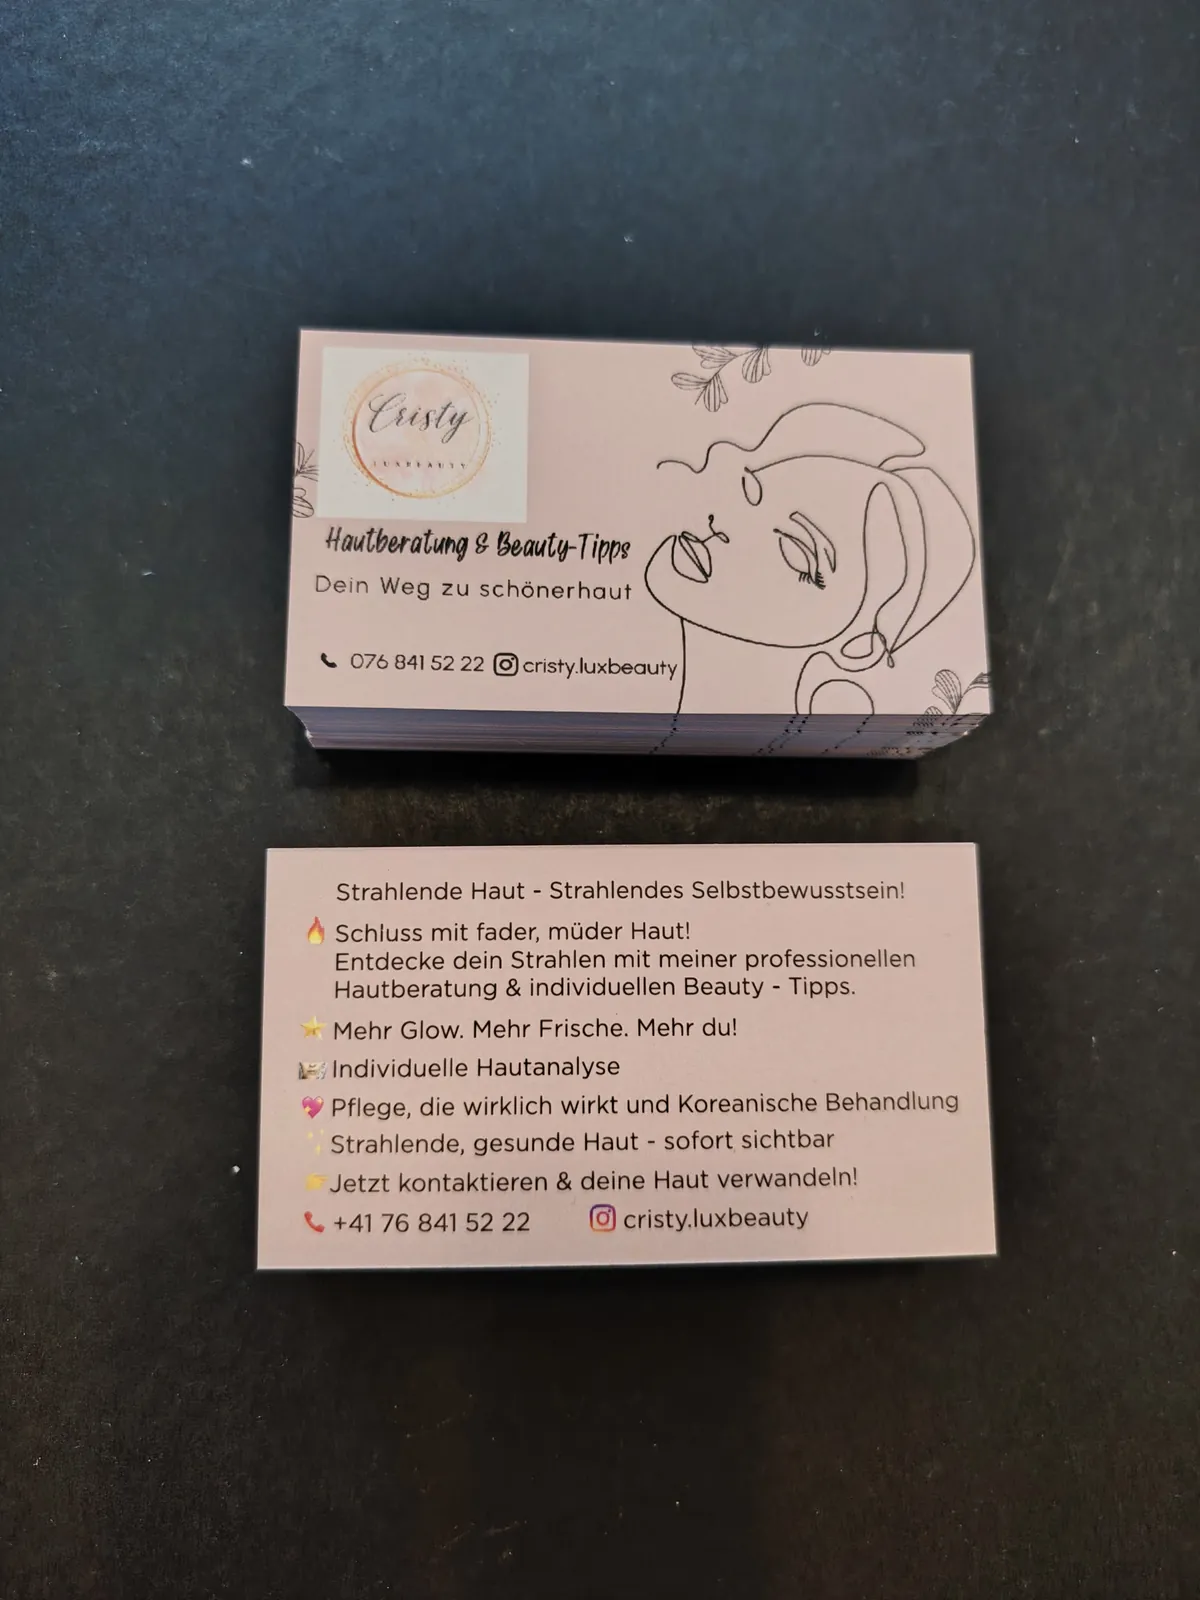 Cristy
LUXBEAUTY
Hautberatung & Beauty-Tipps
Dein Weg zu schönerhaut
076 841 52 22 cristy.luxbeauty
Strahlende Haut - Strahlendes Selbstbewusstsein!
Schluss mit fader, müder Haut!
Entdecke dein Strahlen mit meiner professionellen
Hautberatung & individuellen Beauty - Tipps.
Mehr Glow. Mehr Frische. Mehr du!
Individuelle Hautanalyse
Pflege, die wirklich wirkt und Koreanische Behandlung
Strahlende, gesunde Haut - sofort sichtbar
Jetzt kontaktieren & deine Haut verwandeln!
+41 76 841 52 22 cristy.luxbeauty